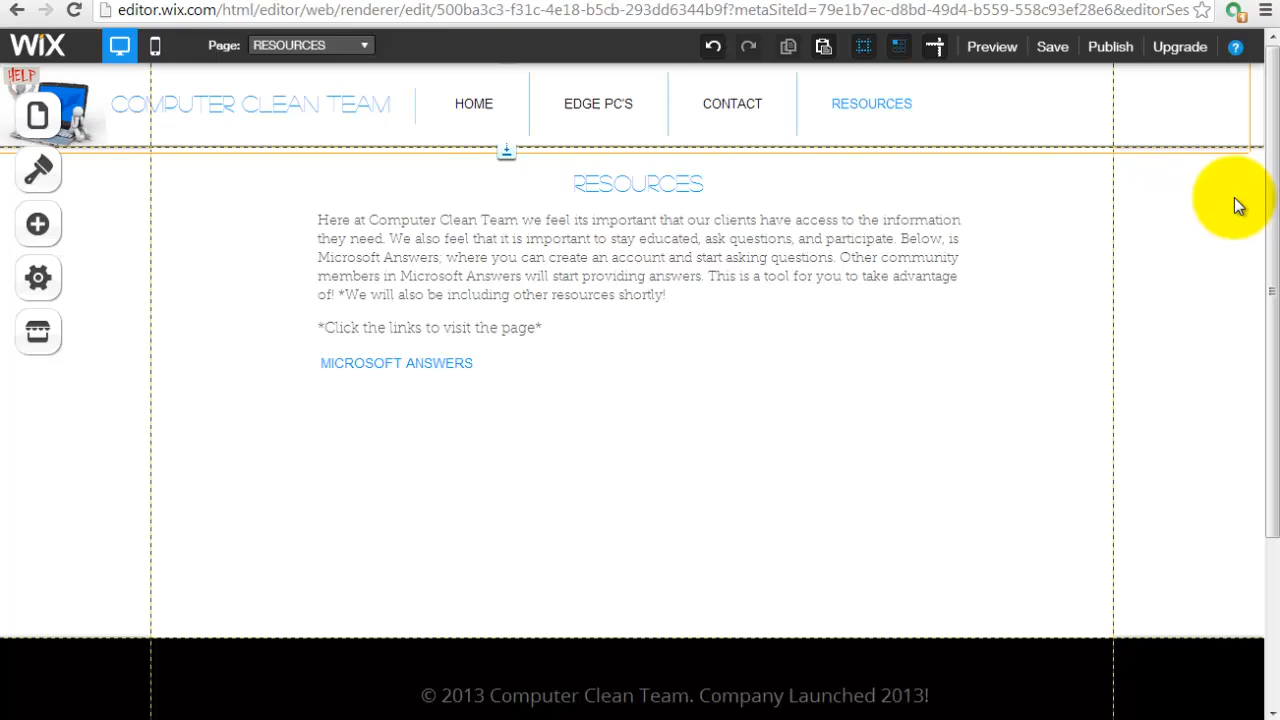 editor.wix.com/html/editor/web/renderer/edit/500ba3c3-f31c-4e18-b5cb-293dd6344b9f?metaSiteId=79e1b7ec-d8bd-49d4-b559-558c93ef28e6&editorSes
1
WiX Page: RESOURCES Preview Save Publish Upgrade ?
HELP
COMPUTER CLEAN TEAM HOME EDGE PC'S CONTACT RESOURCES
RESOURCES
Here at Computer Clean Team we feel its important that our clients have access to the information
they need. We also feel that it is important to stay educated, ask questions, and participate. Below, is
Microsoft Answers; where you can create an account and start asking questions. Other community
members in Microsoft Answers will start providing answers. This is a tool for you to take advantage
of! *We will also be including other resources shortly!
*Click the links to visit the page*
MICROSOFT ANSWERS
© 2013 Computer Clean Team. Company Launched 2013!